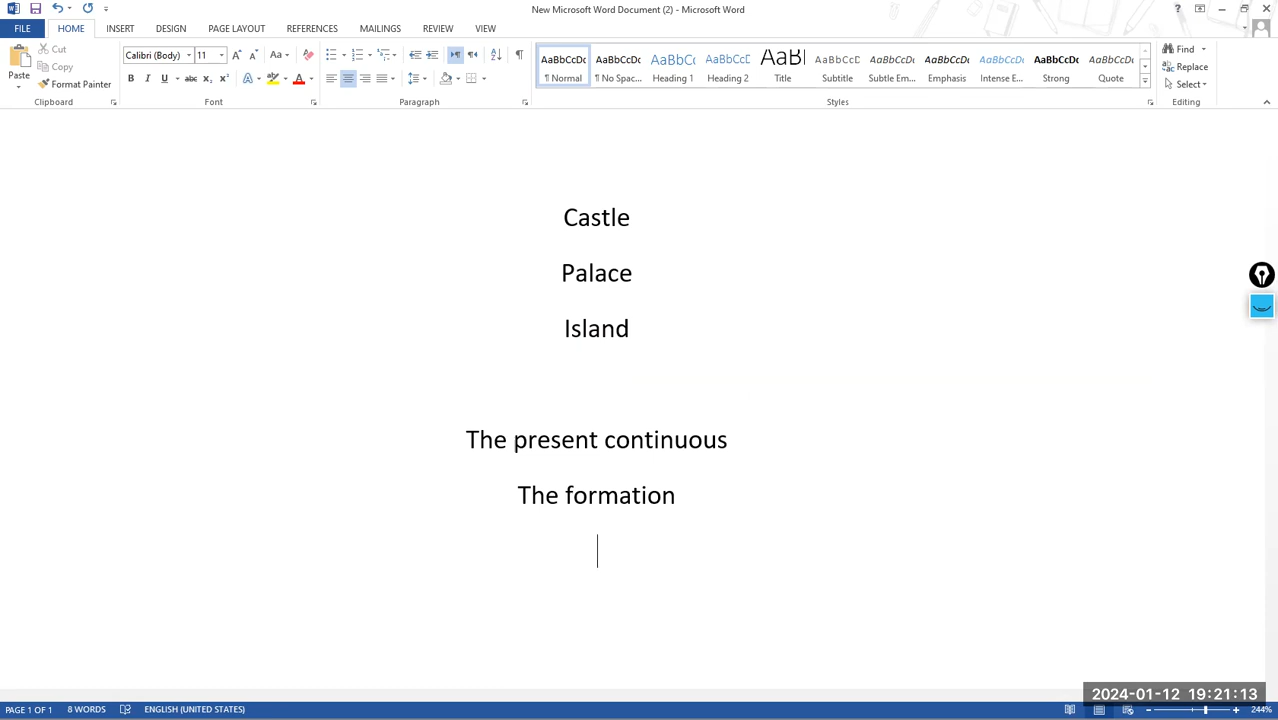 New Microsoft Word Document (2) - Microsoft Word
FILE HOME INSERT DESIGN PAGE LAYOUT REFERENCES MAILINGS REVIEW VIEW
Paste
Cut
Copy
Format Painter
Clipboard
Calibri (Body) 11
Font
Paragraph
AaBbCcDc AaBbCcDc AaBbC AaBbCcD AaB AaBbCcD AaBbCcDc AaBbCcDc AaBbCcDc AaBbCcDc AaBbCcDc
¶ Normal ¶ No Spac... Heading 1 Heading 2 Title Subtitle Subtle Em... Emphasis Intense E... Strong Quote
Styles
Find
Replace
Select
Editing
Castle
Palace
Island
The present continuous
The formation
2024-01-12 19:21:13
PAGE 1 OF 1 8 WORDS ENGLISH (UNITED STATES) 244%